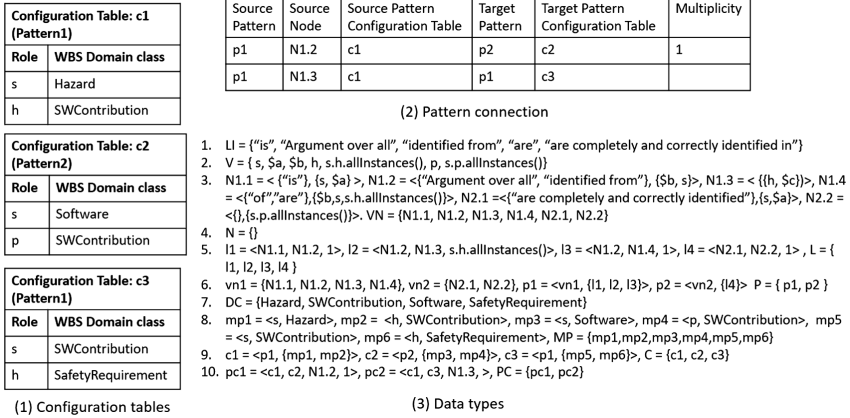 Configuration Table: c1
(Pattern1)
Role WBS Domain class
s Hazard
h SWContribution
Configuration Table: c2
(Pattern2)
Role WBS Domain class
s Software
p SWContribution
Configuration Table: c3
(Pattern1)
Role WBS Domain class
s SWContribution
h SafetyRequirement
(1) Configuration tables
Source Pattern Source Node Source Pattern Configuration Table Target Pattern Target Pattern Configuration Table Multiplicity
p1 N1.2 c1 p2 c2 1
p1 N1.3 c1 p1 c3
(2) Pattern connection
1. LI = {“is”, “Argument over all”, “identified from”, “are”, “are completely and correctly identified in”}
2. V = { s, $a, $b, h, s.h.allInstances(), p, s.p.allInstances()}
3. N1.1 = < {“is”}, {s, $a} >, N1.2 = <{“Argument over all”, “identified from”}, {$b, s}>, N1.3 = < {{h, $c})>, N1.4
= <{“of”,”are”},{$b,s,s.h.allInstances()}>, N2.1 =<{“are completely and correctly identified”},{s,$a}>, N2.2 =
<{},{s.p.allInstances()}>. VN = {N1.1, N1.2, N1.3, N1.4, N2.1, N2.2}
4. N = {}
5. l1 = <N1.1, N1.2, 1>, l2 = <N1.2, N1.3, s.h.allInstances()>, l3 = <N1.2, N1.4, 1>, l4 = <N2.1, N2.2, 1> , L = {
l1, l2, l3, l4 }
6. vn1 = {N1.1, N1.2, N1.3, N1.4}, vn2 = {N2.1, N2.2}, p1 = <vn1, {l1, l2, l3}>, p2 = <vn2, {l4}> P = { p1, p2 }
7. DC = {Hazard, SWContribution, Software, SafetyRequirement}
8. mp1 = <s, Hazard>, mp2 = <h, SWContribution>, mp3 = <s, Software>, mp4 = <p, SWContribution>, mp5
= <s, SWContribution>, mp6 = <h, SafetyRequirement>, MP = {mp1,mp2,mp3,mp4,mp5,mp6}
9. c1 = <p1, {mp1, mp2}>, c2 = <p2, {mp3, mp4}>, c3 = <p1, {mp5, mp6}>, C = {c1, c2, c3}
10. pc1 = <c1, c2, N1.2, 1>, pc2 = <c1, c3, N1.3, >, PC = {pc1, pc2}
(3) Data types